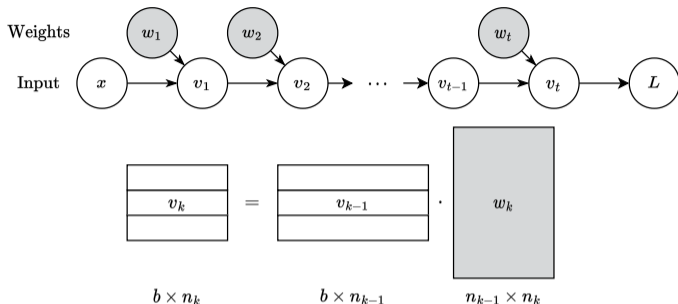 Weights w₁ w₂ wₜ
Input x v₁ v₂ ⋯ vₜ₋₁ vₜ L
vₖ = vₖ₋₁ · wₖ
b × nₖ b × nₖ₋₁ nₖ₋₁ × nₖ